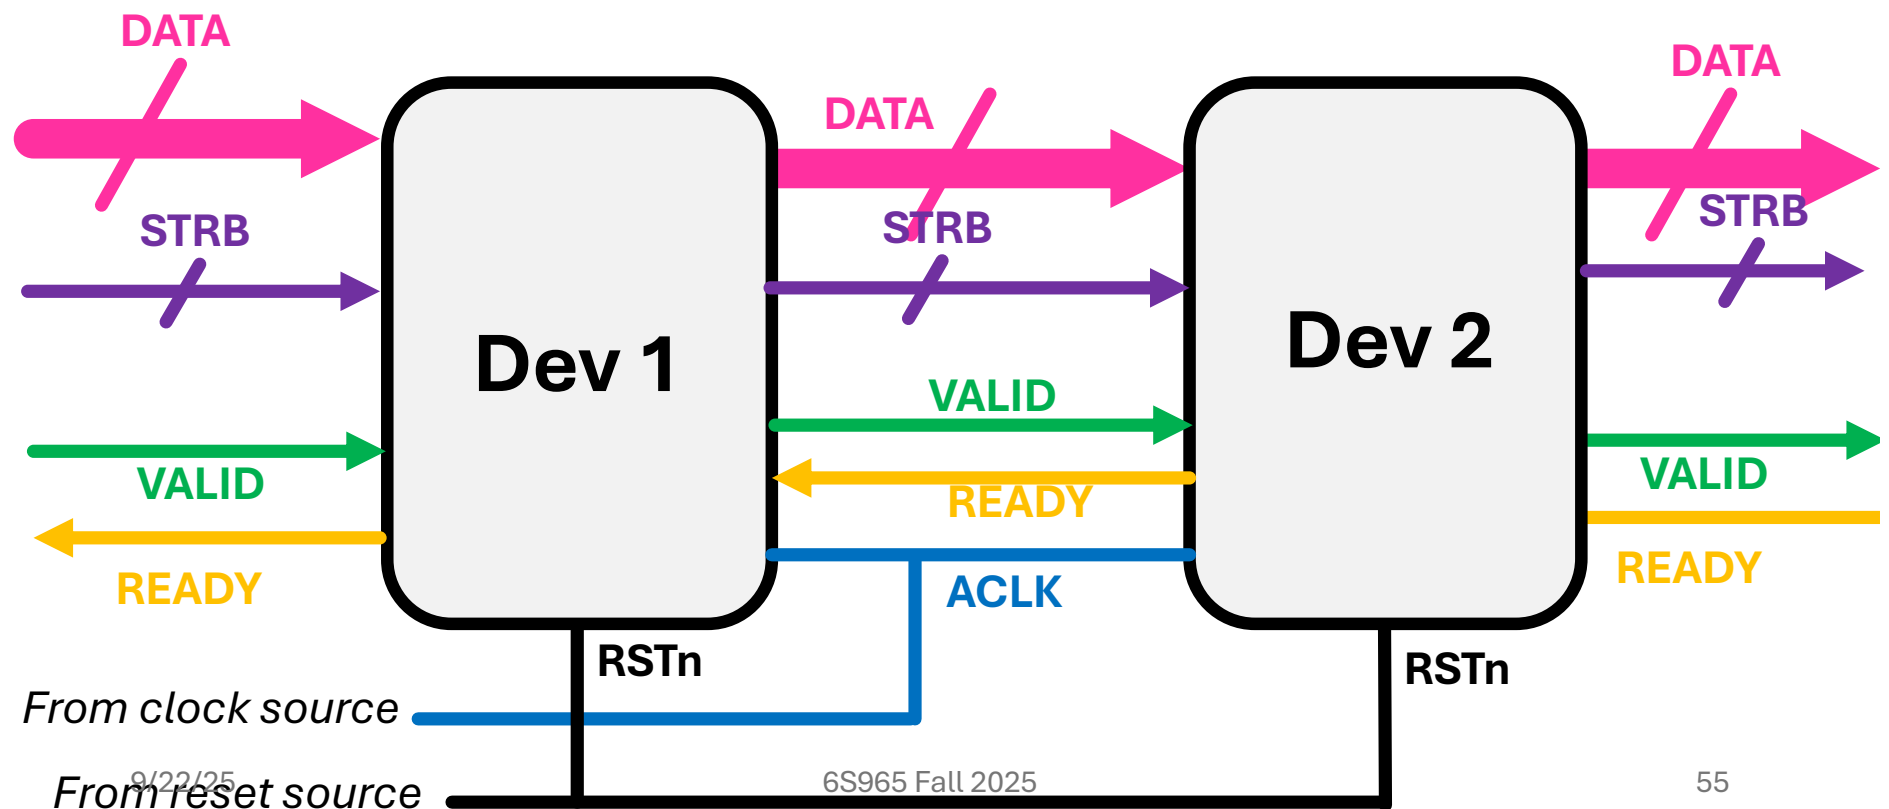 DATA
DATA
DATA
STRB
STRB
STRB
Dev 1
Dev 2
VALID
VALID
VALID
READY
READY
READY
ACLK
RSTn
RSTn
From clock source
From reset source
9/22/25
6S965 Fall 2025
55